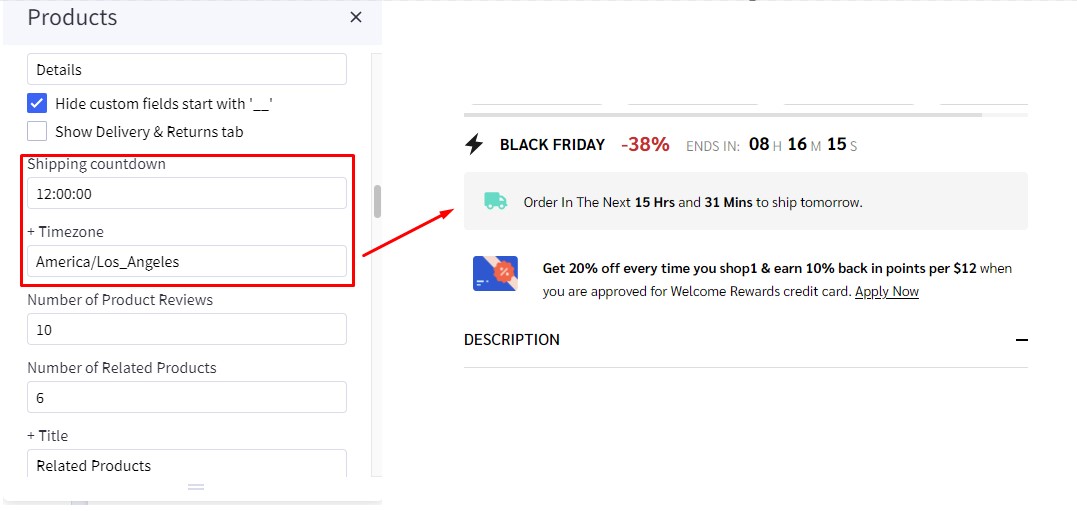 Products
Details
Hide custom fields start with '__'
Show Delivery & Returns tab
Shipping countdown
12:00:00
+ Timezone
America/Los_Angeles
Number of Product Reviews
10
Number of Related Products
6
+ Title
Related Products
BLACK FRIDAY -38% ENDS IN: 08 H 16 M 15 S
Order In The Next 15 Hrs and 31 Mins to ship tomorrow.
Get 20% off every time you shop1 & earn 10% back in points per $12 when
you are approved for Welcome Rewards credit card. Apply Now
DESCRIPTION